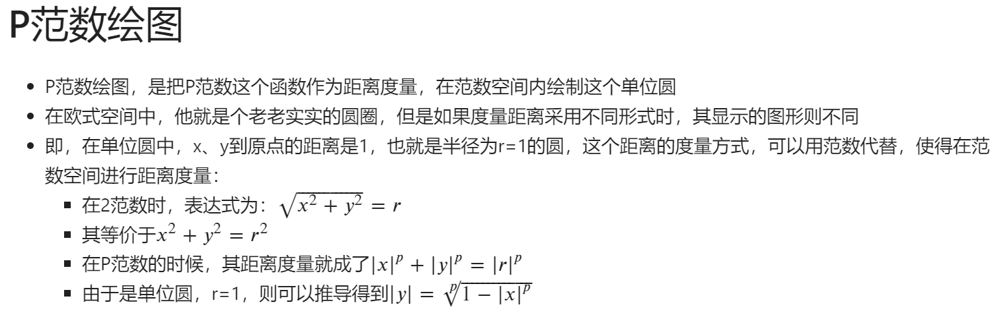 P范数绘图
P范数绘图，是把P范数这个函数作为距离度量，在范数空间内绘制这个单位圆
在欧式空间中，他就是个老老实实的圆圈，但是如果度量距离采用不同形式时，其显示的图形则不同
即，在单位圆中，x、y到原点的距离是1，也就是半径为r=1的圆，这个距离的度量方式，可以用范数代替，使得在范
数空间进行距离度量：
在2范数时，表达式为：$\sqrt{x^2 + y^2} = r$
其等价于$x^2 + y^2 = r^2$
在P范数的时候，其距离度量就成了$|x|^p + |y|^p = |r|^p$
由于是单位圆，r=1，则可以推导得到$|y| = \sqrt[p]{1 - |x|^p}$